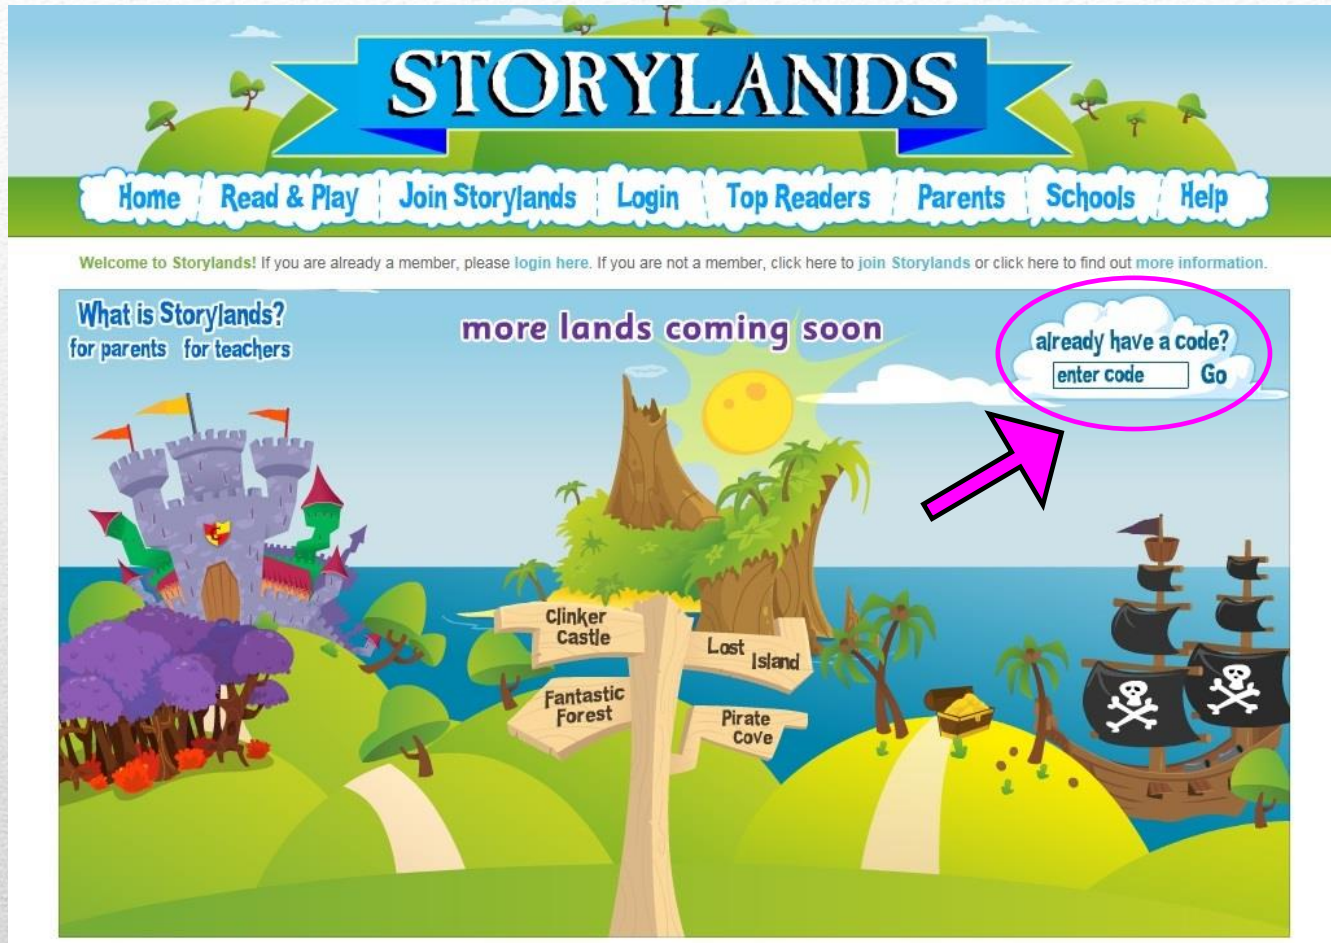 STORYLANDS
Home Read & Play Join Storylands Login Top Readers Parents Schools Help
Welcome to Storylands! If you are already a member, please login here. If you are not a member, click here to join Storylands or click here to find out more information.
What is Storylands?
for parents for teachers
more lands coming soon
already have a code?
enter code Go
Clinker
Castle
Lost
Island
Fantastic
Forest
Pirate
Cove